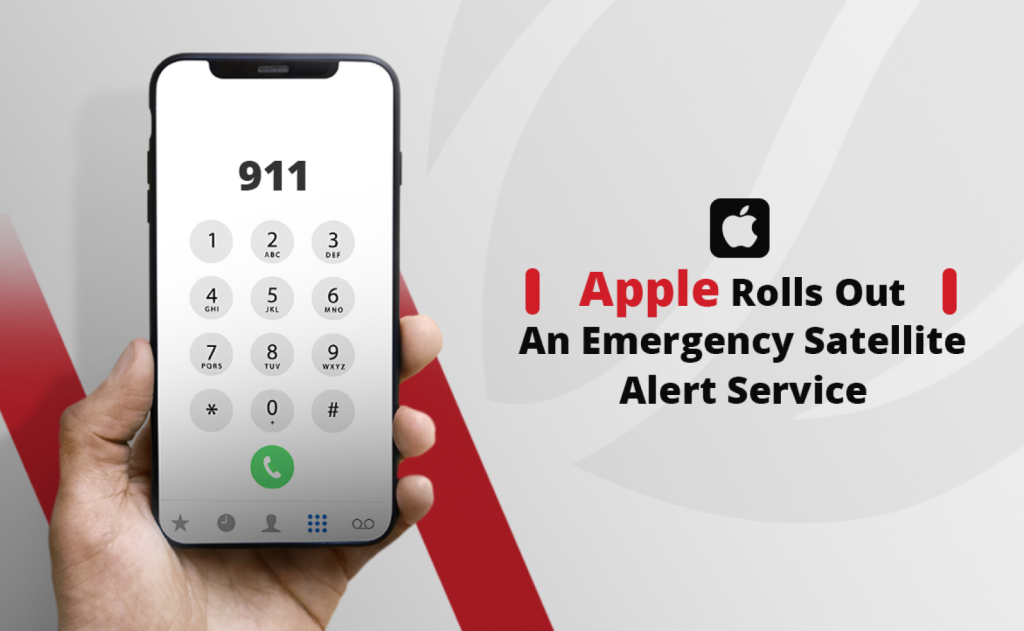 911
1
2
3
ABC
DEF
4
5
6
GHI
JKL
MNO
7
8
9
PQRS
TUV
WXYZ
*
0
#
+
Apple Rolls Out
An Emergency Satellite
Alert Service